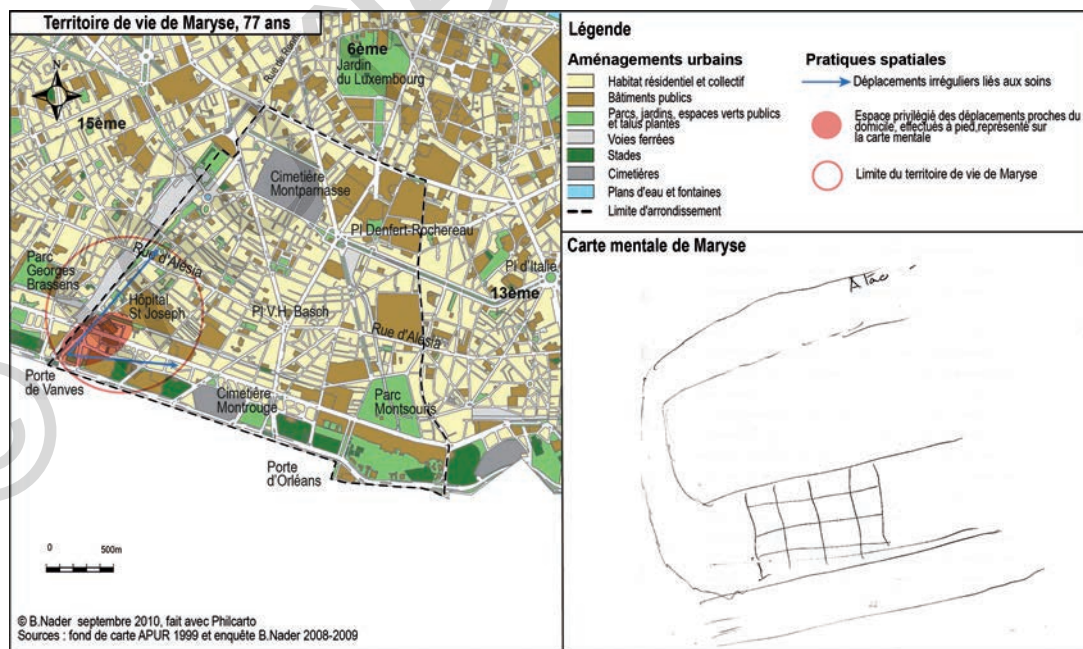 Territoire de vie de Maryse, 77 ans
N
6ème
Jardin
du Luxembourg
Rue de Rennes
15ème
Cimetière
Montparnasse
Pl Denfert-Rochereau
Pl d'Italie
13ème
Rue d'Alésia
Parc
Georges
Brassens
Hôpital
St Joseph
Pl V.H. Basch
Rue d'Alésia
Porte
de Vanves
Cimetière
Montrouge
Parc
Montsouris
Porte
d'Orléans
0 500m
© B.Nader septembre 2010, fait avec Philcarto
Sources : fond de carte APUR 1999 et enquête B.Nader 2008-2009
Légende
Aménagements urbains
Habitat résidentiel et collectif
Bâtiments publics
Parcs, jardins, espaces verts publics
et talus plantés
Voies ferrées
Stades
Cimetières
Plans d'eau et fontaines
Limite d'arrondissement
Pratiques spatiales
Déplacements irréguliers liés aux soins
Espace privilégié des déplacements proches du
domicile, effectués à pied,représenté sur
la carte mentale
Limite du territoire de vie de Maryse
Carte mentale de Maryse
Atac